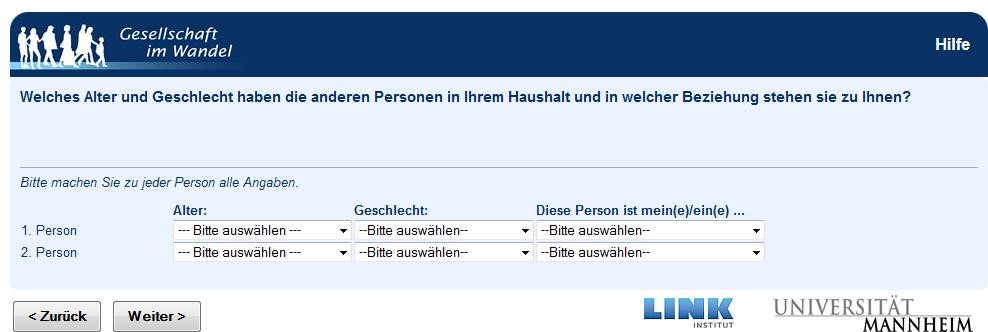 Gesellschaft
im Wandel
Hilfe
Welches Alter und Geschlecht haben die anderen Personen in Ihrem Haushalt und in welcher Beziehung stehen sie zu Ihnen?
Bitte machen Sie zu jeder Person alle Angaben.
Alter: Geschlecht: Diese Person ist mein(e)/ein(e) ...
1. Person --- Bitte auswählen --- --Bitte auswählen-- --Bitte auswählen--
2. Person --- Bitte auswählen --- --Bitte auswählen-- --Bitte auswählen--
< Zurück Weiter >
LINK
INSTITUT
UNIVERSITÄT
MANNHEIM